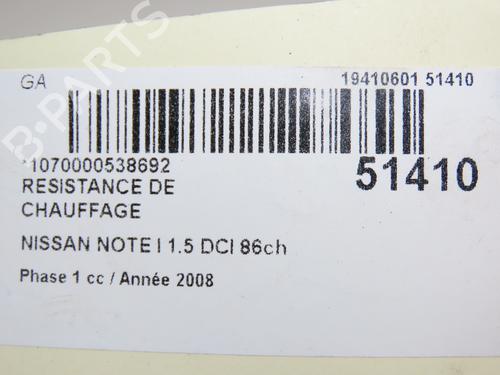 GA
19410601 51410
*1070000538692
51410
RESISTANCE DE
CHAUFFAGE
NISSAN NOTE I 1.5 DCI 86ch
Phase 1 cc / Année 2008
B-PARTS